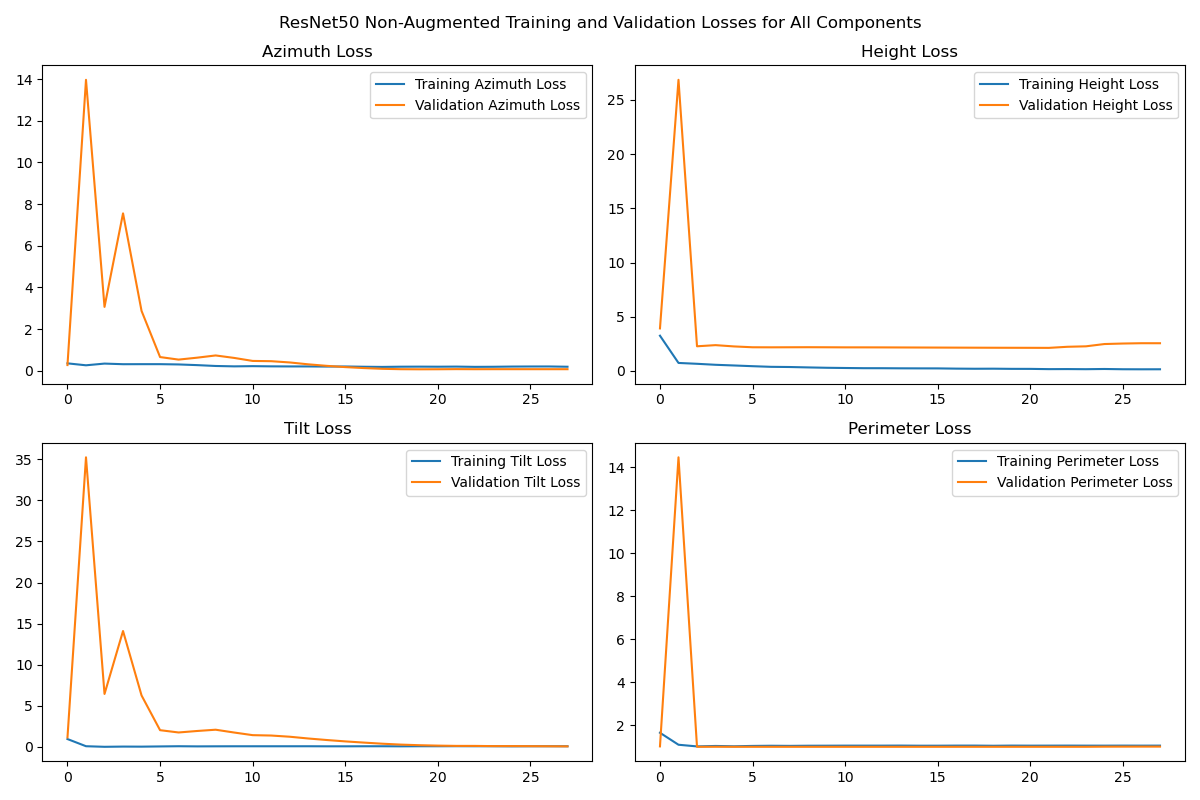 ResNet50 Non-Augmented Training and Validation Losses for All Components
Azimuth Loss
Training Azimuth Loss
Validation Azimuth Loss
14
12
10
8
6
4
2
0
0 5 10 15 20 25
Height Loss
Training Height Loss
Validation Height Loss
25
20
15
10
5
0
0 5 10 15 20 25
Tilt Loss
Training Tilt Loss
Validation Tilt Loss
35
30
25
20
15
10
5
0
0 5 10 15 20 25
Perimeter Loss
Training Perimeter Loss
Validation Perimeter Loss
14
12
10
8
6
4
2
0 5 10 15 20 25